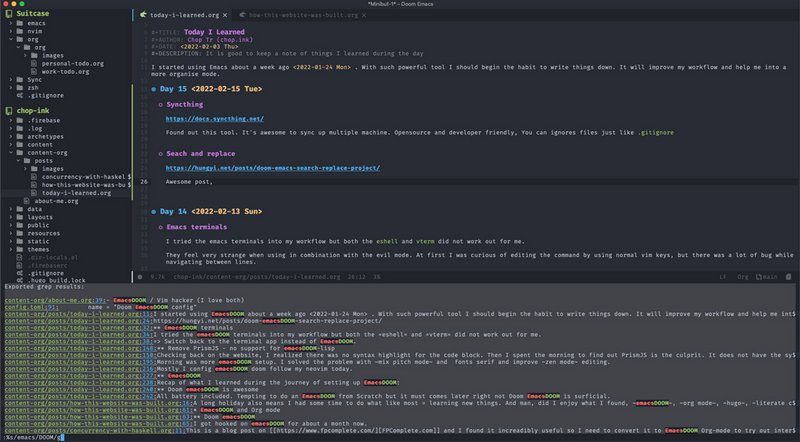 *Minibuf-1* – Doom Emacs
Suitcase
emacs
nvim
org
org
images
personal-todo.org
work-todo.org
Sync
zsh
.gitignore
chop-ink
.firebase
.log
archetypes
content
content-org
posts
images
concurrency-with-haskel$
how-this-website-was-bu$
today-i-learned.org
about-me.org
data
layouts
public
resources
static
themes
.dir-locals.el
.firebaserc
.gitignore
.hugo_build.lock
today-i-learned.org ×
how-this-website-was-built.org ×
#+TITLE: Today I Learned
#+AUTHOR: Chop Tr (chop.ink)
#+DATE: <2022-02-03 Thu>
#+DESCRIPTION: It is good to keep a note of things I learned during the day
I started using Emacs about a week ago <2022-01-24 Mon> . With such powerful tool I should begin the habit to write things down. It will improve my workflow and help me into
a more organise mode.
Day 15 <2022-02-15 Tue>
Syncthing
https://docs.syncthing.net/
Found out this tool. It's awesome to sync up multiple machine. Opensource and developer friendly, You can ignores files just like .gitignore
Seach and replace
https://hungyi.net/posts/doom-emacs-search-replace-project/
26 Awesome post,
Day 14 <2022-02-13 Sun>
Emacs terminals
I tried the emacs terminals into my workflow but both the eshell and vterm did not work out for me.
They feel very strange when using in combination with the evil mode. At first I was curious of editing the command by using normal vim keys, but there was a lot of bug while
navigating between lines.
9.7k chop-ink/content-org/posts/today-i-learned.org 26:12 3% LF Org main
Exported grep results:
content-org/about-me.org:39:- EmacsDOOM / Vim hacker (I love both)
config.toml:91: name = "Doom EmacsDOOM config"
content-org/posts/today-i-learned.org:11:I started using EmacsDOOM about a week ago <2022-01-24 Mon> . With such powerful tool I should begin the habit to write things down. It will improve my workflow and help me int$
content-org/posts/today-i-learned.org:24:https://hungyi.net/posts/doom-emacsDOOM-search-replace-project/
content-org/posts/today-i-learned.org:32:** EmacsDOOM terminals
content-org/posts/today-i-learned.org:34:I tried the emacsDOOM terminals into my workflow but both the =eshell= and =vterm= did not work out for me.
content-org/posts/today-i-learned.org:38:=> Switch back to the terminal app instead of EmacsDOOM.
content-org/posts/today-i-learned.org:148:** Remove PrismJS - no support for emacsDOOM-lisp
content-org/posts/today-i-learned.org:150:Checking back on the website, I realized there was no syntax highlight for the code block. Then I spent the morning to find out PrismJS is the culprit. It does not have the sy$
content-org/posts/today-i-learned.org:195:Morning was more emacsDOOM setup. I solved the problem with ~mix pitch mode~ and fonts serif and improve ~zen mode~ editing.
content-org/posts/today-i-learned.org:196:Mostly I config emacsDOOM doom follow my neovim today.
content-org/posts/today-i-learned.org:227:** EmacsDOOM
content-org/posts/today-i-learned.org:238:Recap of what I learned during the journey of setting up EmacsDOOM:
content-org/posts/today-i-learned.org:240:** Doom EmacsDOOM is awesome
content-org/posts/today-i-learned.org:242:All battery included. Tempting to do an EmacsDOOM from Scratch but it must comes later right not Doom EmacsDOOM is surficial.
content-org/posts/how-this-website-was-built.org:16:A long holiday also means I had some time to do what like most = learning new things. And man, did I enjoy what I found, ~emacsDOOM~, ~org mode~, ~hugo~, ~literate c$
content-org/posts/how-this-website-was-built.org:61:* EmacsDOOM and Org mode
content-org/posts/how-this-website-was-built.org:63:** Doom emacsDOOM
content-org/posts/how-this-website-was-built.org:65:I got hooked on emacsDOOM for about a month now.
content-org/posts/concurrency-with-haskell.org:11:This is a blog post on [[https://www.fpcomplete.com/][FPComplete.com]] and I found it increadibly useful so I need to convert it to EmacsDOOM Org-mode to try out inter$
:%s/emacs/DOOM/g